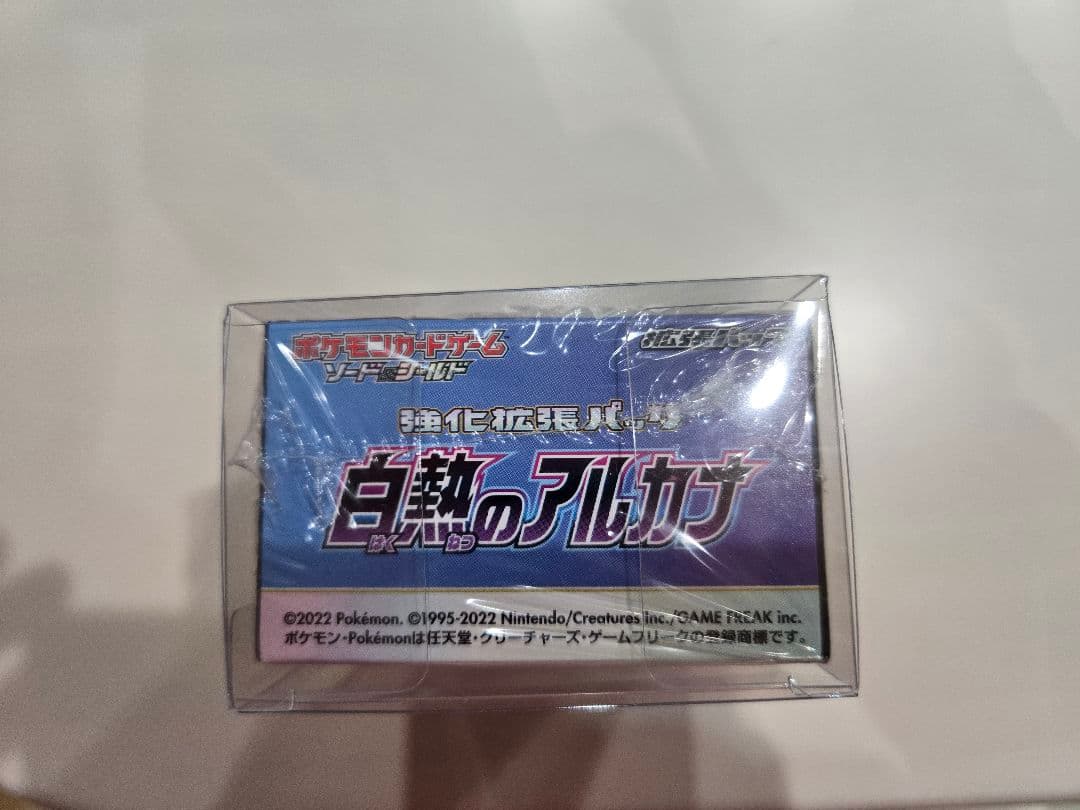 ポケモンカードゲーム
拡張パック
ソード&シールド
強化拡張パック
白熱のアルカナ
はく ねつ
©2022 Pokémon. ©1995-2022 Nintendo/Creatures Inc./GAME FREAK inc.
ポケモン・Pokémonは任天堂・クリーチャーズ・ゲームフリークの登録商標です。